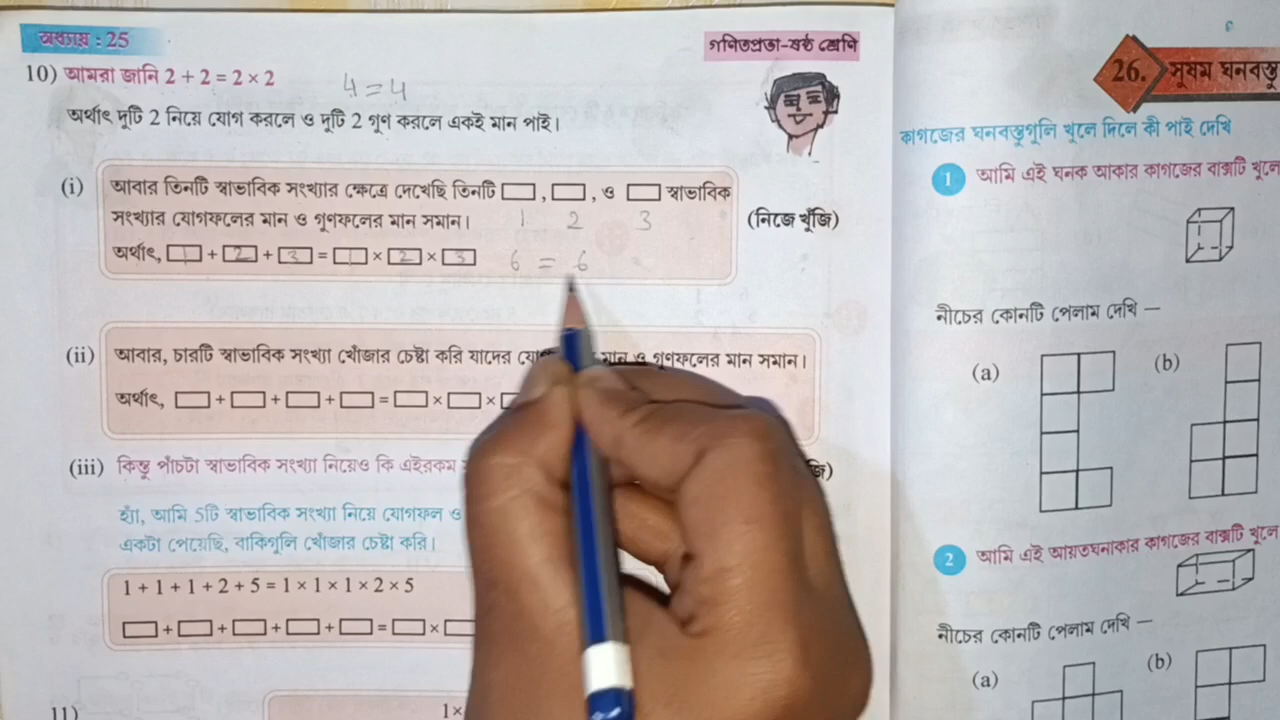 অধ্যায় : 25
গণিতপ্রভা-ষষ্ঠ শ্রেণি
10) আমরা জানি 2 + 2 = 2 × 2
4 = 4
অর্থাৎ দুটি 2 নিয়ে যোগ করলে ও দুটি 2 গুণ করলে একই মান পাই।
(i) আবার তিনটি স্বাভাবিক সংখ্যার ক্ষেত্রে দেখেছি তিনটি □ , □ , ও □ স্বাভাবিক
সংখ্যার যোগফলের মান ও গুণফলের মান সমান। 1 2 3
(নিজে খুঁজি)
অর্থাৎ, 1 + 2 + 3 = 1 × 2 × 3 6 = 6
(ii) আবার, চারটি স্বাভাবিক সংখ্যা খোঁজার চেষ্টা করি যাদের মান ও গুণফলের মান সমান।
অর্থাৎ, □ + □ + □ + □ = □ × □ ×
(iii) কিন্তু পাঁচটা স্বাভাবিক সংখ্যা নিয়েও কি এইরকম
হ্যাঁ, আমি 5টি স্বাভাবিক সংখ্যা নিয়ে যোগফল ও
একটা পেয়েছি, বাকিগুলি খোঁজার চেষ্টা করি।
1 + 1 + 1 + 2 + 5 = 1 × 1 × 1 × 2 × 5
□ + □ + □ + □ + □ = □ ×
11)
1×
26. সুষম ঘনবস্তু
কাগজের ঘনবস্তুগুলি খুলে দিলে কী পাই দেখি
1 আমি এই ঘনক আকার কাগজের বাক্সটি খুলে
নীচের কোনটি পেলাম দেখি —
(a) (b)
2 আমি এই আয়তঘনাকার কাগজের বাক্সটি খুলে
নীচের কোনটি পেলাম দেখি —
(a) (b)